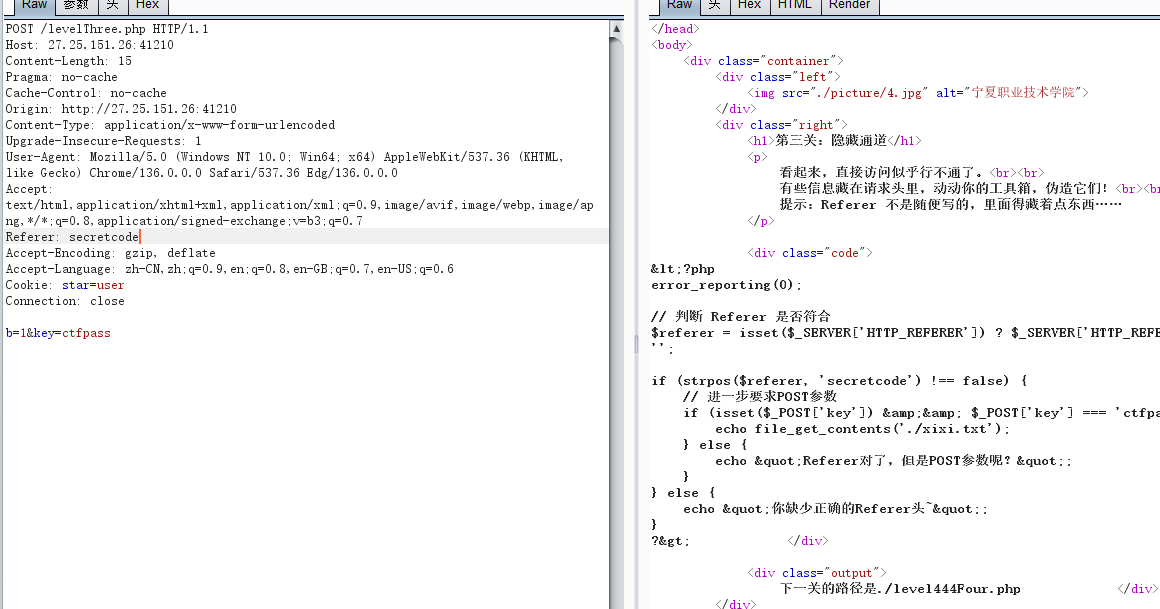 Raw 参数 头 Hex
POST /levelThree.php HTTP/1.1
Host: 27.25.151.26:41210
Content-Length: 15
Pragma: no-cache
Cache-Control: no-cache
Origin: http://27.25.151.26:41210
Content-Type: application/x-www-form-urlencoded
Upgrade-Insecure-Requests: 1
User-Agent: Mozilla/5.0 (Windows NT 10.0; Win64; x64) AppleWebKit/537.36 (KHTML,
like Gecko) Chrome/136.0.0.0 Safari/537.36 Edg/136.0.0.0
Accept:
text/html,application/xhtml+xml,application/xml;q=0.9,image/avif,image/webp,image/ap
ng,*/*;q=0.8,application/signed-exchange;v=b3;q=0.7
Referer: secretcode
Accept-Encoding: gzip, deflate
Accept-Language: zh-CN,zh;q=0.9,en;q=0.8,en-GB;q=0.7,en-US;q=0.6
Cookie: star=user
Connection: close
b=1&key=ctfpass
Raw 头 Hex HTML Render
</head>
<body>
<div class="container">
<div class="left">
<img src="./picture/4.jpg" alt="宁夏职业技术学院">
</div>
<div class="right">
<h1>第三关：隐藏通道</h1>
<p>
看起来，直接访问似乎行不通了。<br><br>
有些信息藏在请求头里，动动你的工具箱，伪造它们！<br><br
提示：Referer 不是随便写的，里面得藏着点东西……
</p>
<div class="code">
&lt;?php
error_reporting(0);
// 判断 Referer 是否符合
$referer = isset($_SERVER['HTTP_REFERER']) ? $_SERVER['HTTP_REFE
'';
if (strpos($referer, 'secretcode') !== false) {
// 进一步要求POST参数
if (isset($_POST['key']) &amp;&amp; $_POST['key'] === 'ctfpa
echo file_get_contents('./xixi.txt');
} else {
echo &quot;Referer对了，但是POST参数呢？&quot;;
}
} else {
echo &quot;你缺少正确的Referer头~&quot;;
}
?&gt; </div>
<div class="output">
下一关的路径是./level444Four.php </div>
</div>